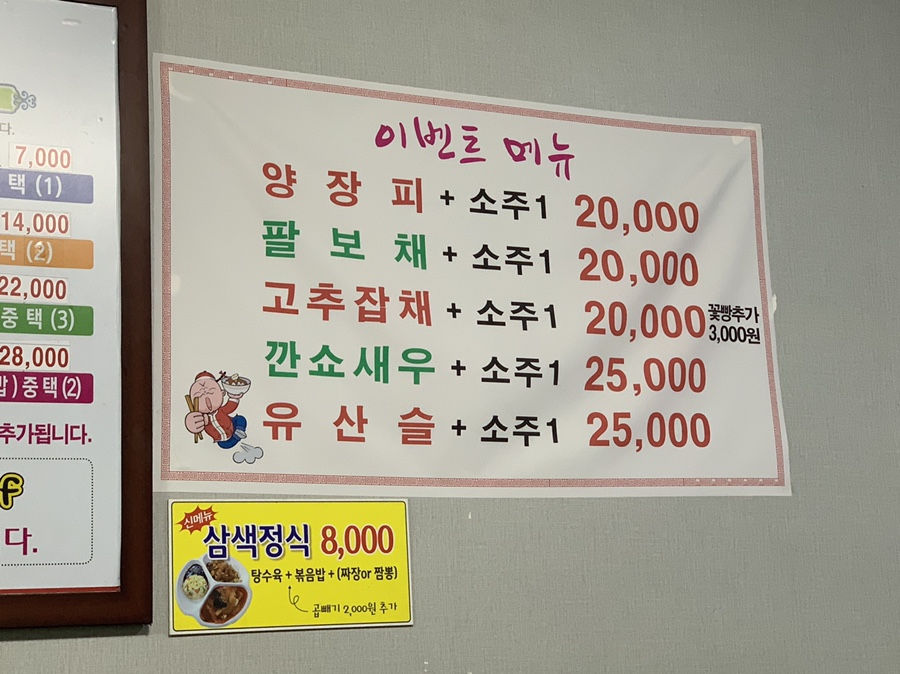 다.
7,000
택 (1)
14,000
택 (2)
22,000
중 택 (3)
28,000
밥) 중 택 (2)
추가됩니다.
f
다.
이벤트 메뉴
양 장 피 + 소주1 20,000
팔 보 채 + 소주1 20,000
고추잡채 + 소주1 20,000 꽃빵추가
3,000원
깐쇼새우 + 소주1 25,000
유 산 슬 + 소주1 25,000
신메뉴
삼색정식 8,000
탕수육 + 볶음밥 + (짜장or 짬뽕)
곱빼기 2,000원 추가